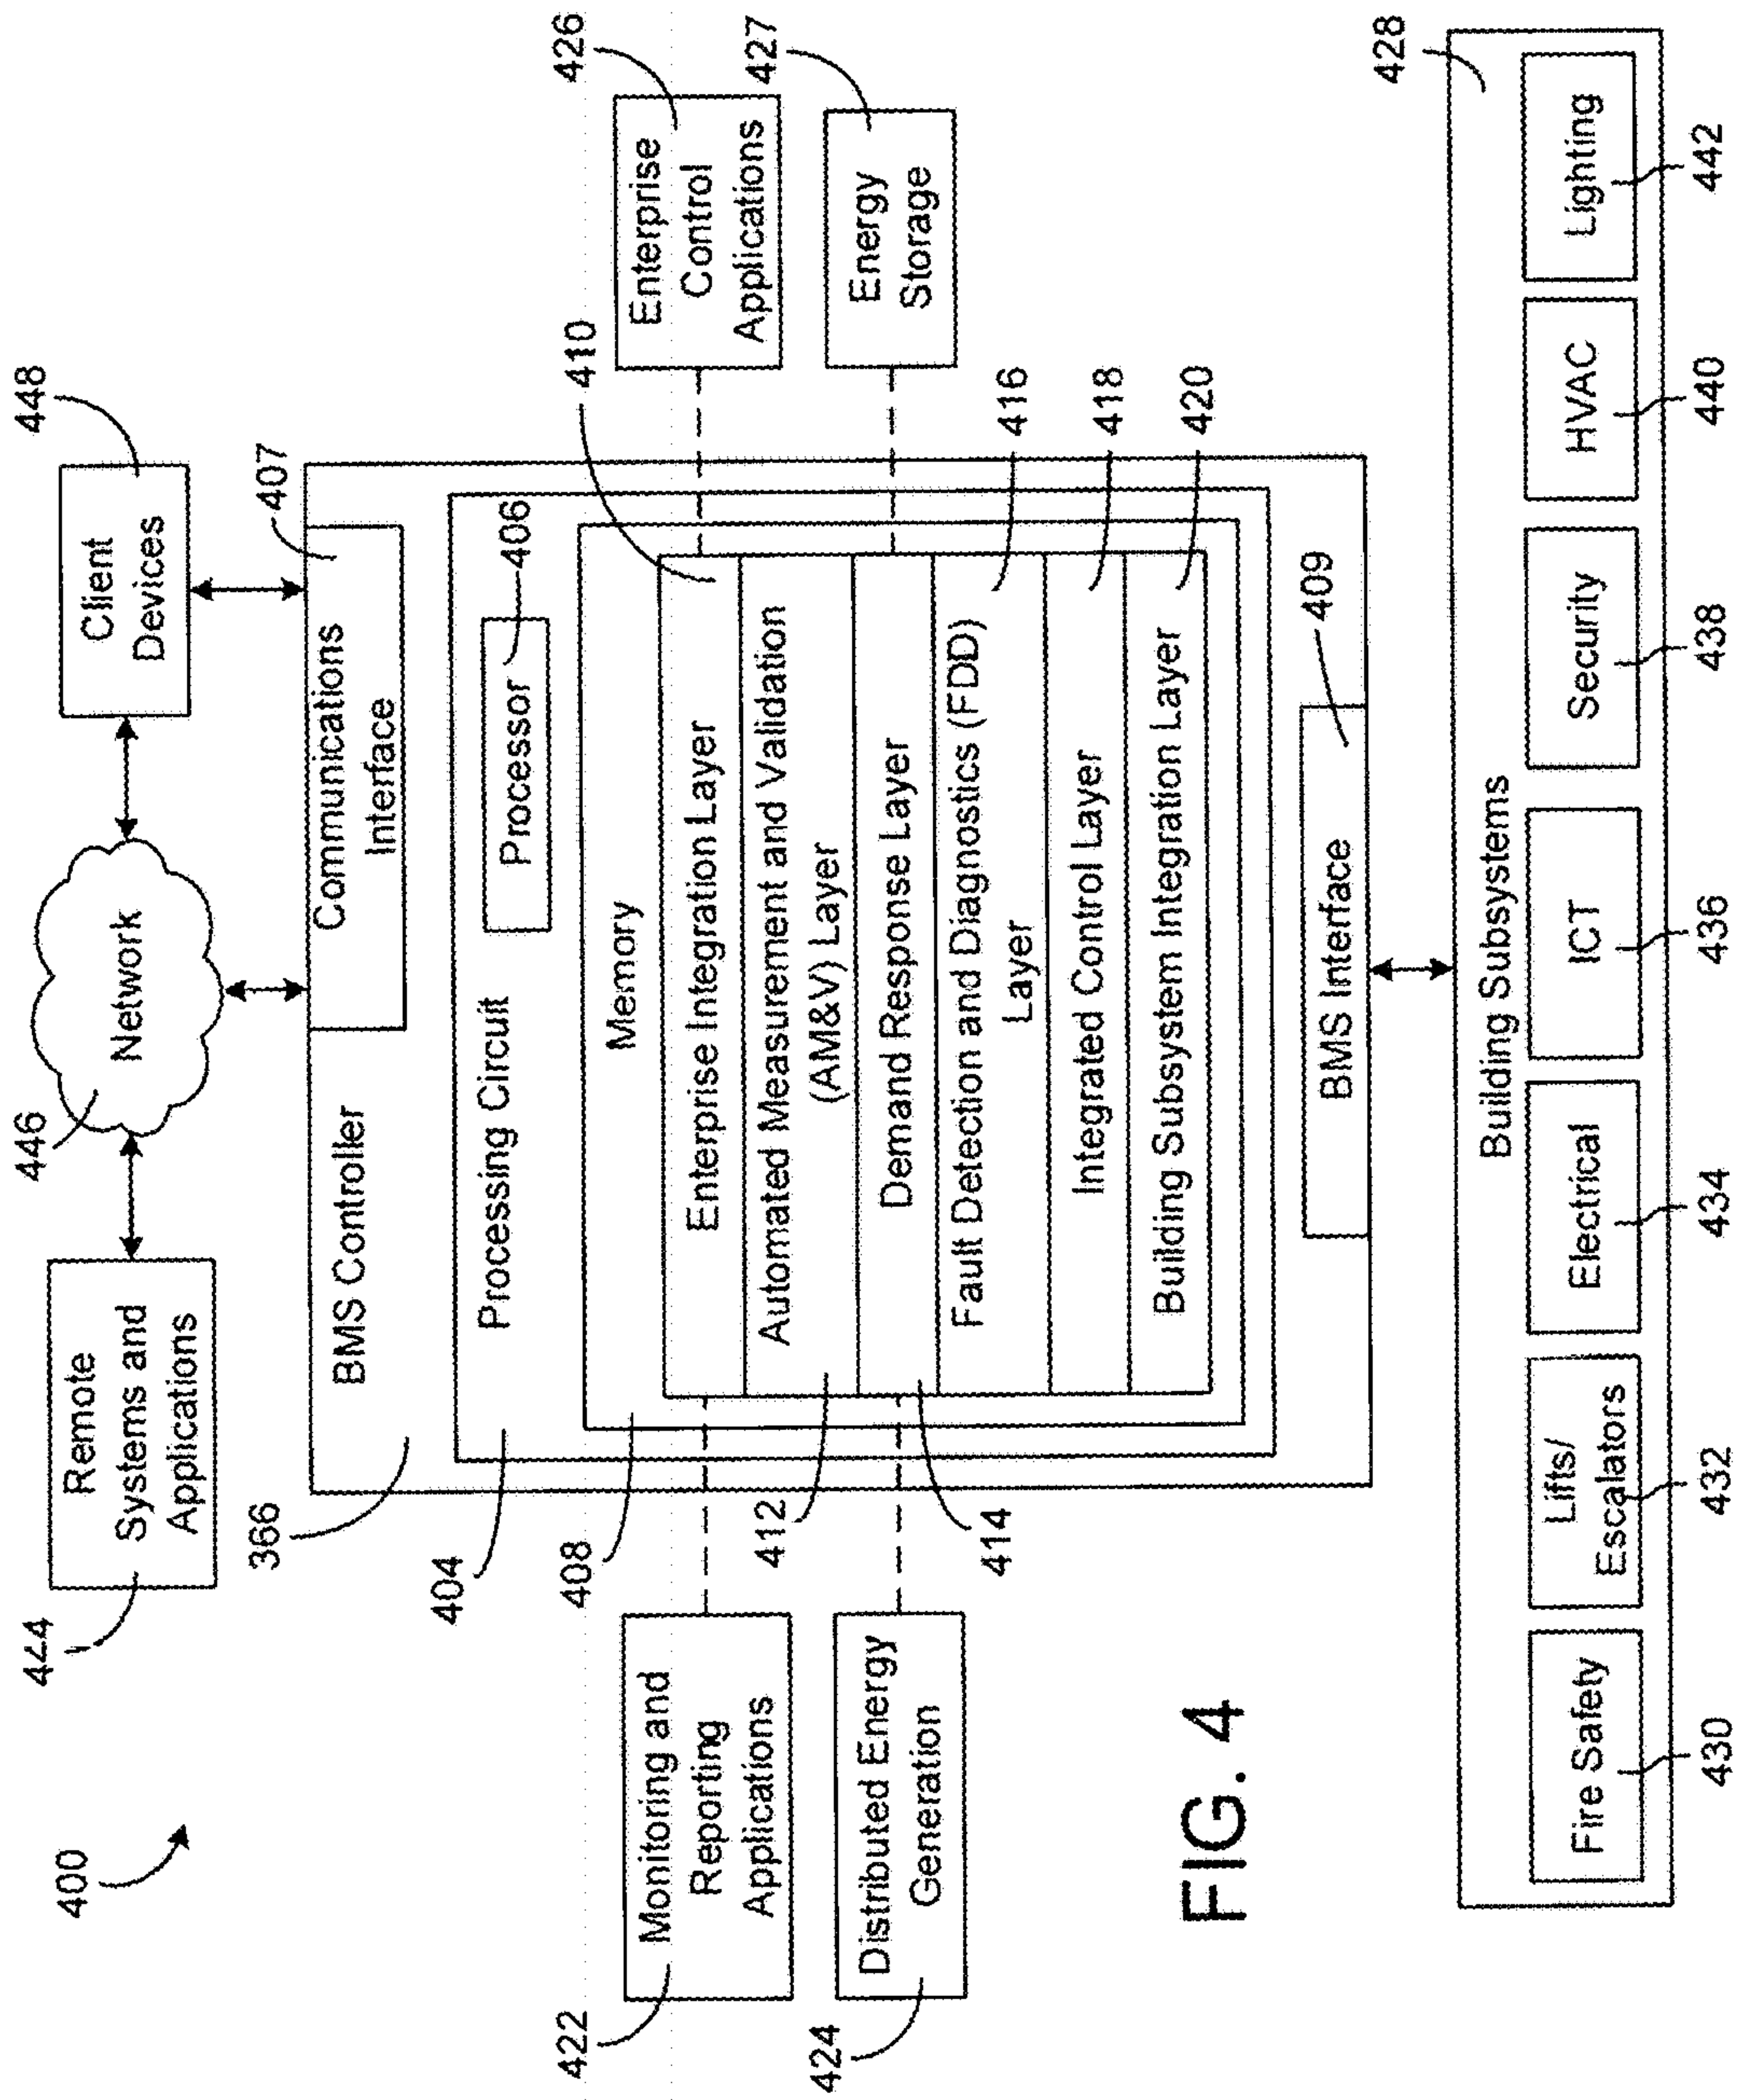 400
444
Remote
Systems and
Applications
446
Network
448
Client
Devices
366
BMS Controller
407
Communications
Interface
404
Processing Circuit
Processor
406
408
Memory
410
Enterprise Integration Layer
Automated Measurement and Validation
(AM&V) Layer
412
Demand Response Layer
414
Fault Detection and Diagnostics (FDD)
Layer
416
Integrated Control Layer
418
Building Subsystem Integration Layer
420
422
Monitoring and
Reporting
Applications
424
Distributed Energy
Generation
426
Enterprise
Control
Applications
427
Energy
Storage
BMS Interface
409
FIG. 4
Building Subsystems
428
Fire Safety
Lifts/
Escalators
Electrical
ICT
Security
HVAC
Lighting
430
432
434
436
438
440
442